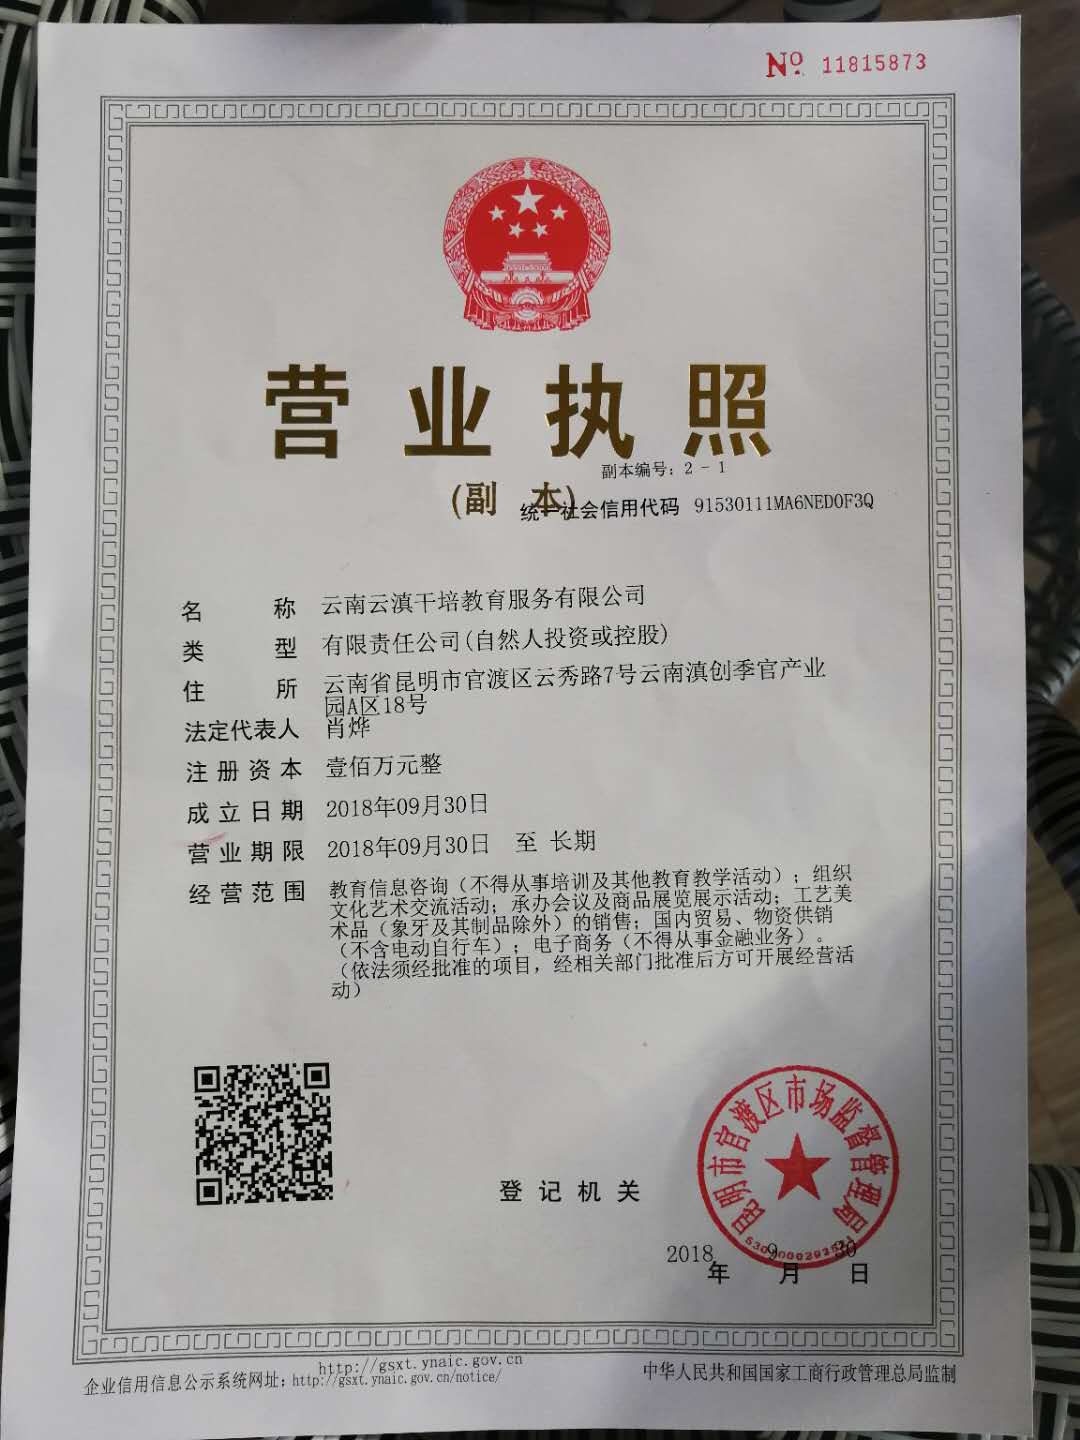 № 11815873
营业执照
副本编号：2-1
(副 本)
统一社会信用代码 91530111MA6NED0F3Q
名 称 云南云滇干培教育服务有限公司
类 型 有限责任公司(自然人投资或控股)
住 所 云南省昆明市官渡区云秀路7号云南滇创季官产业
园A区18号
法定代表人 肖烨
注册资本 壹佰万元整
成立日期 2018年09月30日
营业期限 2018年09月30日 至 长期
经营范围 教育信息咨询（不得从事培训及其他教育教学活动）；组织
文化艺术交流活动；承办会议及商品展览展示活动；工艺美
术品（象牙及其制品除外）的销售；国内贸易、物资供销
（不含电动自行车）；电子商务（不得从事金融业务）。
（依法须经批准的项目，经相关部门批准后方可开展经营活
动）
昆明市官渡区市场监督管理局
登记机关
2018 9 30
年 月 日
http://gsxt.ynaic.gov.cn
企业信用信息公示系统网址：http://gsxt.ynaic.gov.cn/notice/
中华人民共和国国家工商行政管理总局监制